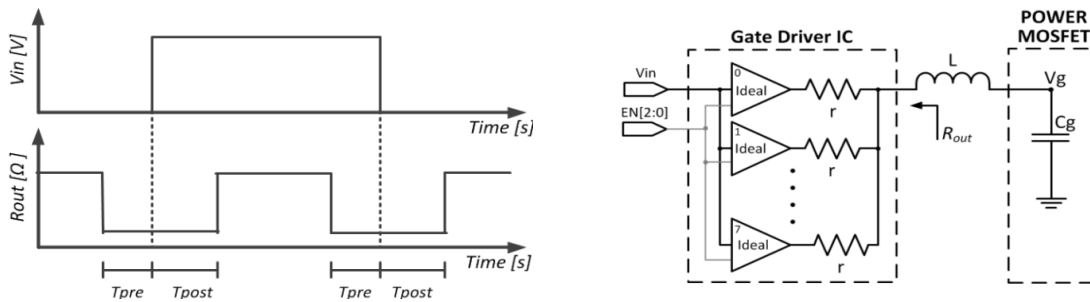 Vin [V]
Time [s]
Rout [Ω]
Time [s]
Tpre Tpost Tpre Tpost
Gate Driver IC
POWER
MOSFET
Vin
EN[2:0]
0
Ideal
r
1
Ideal
r
7
Ideal
r
L
Rout
Vg
Cg